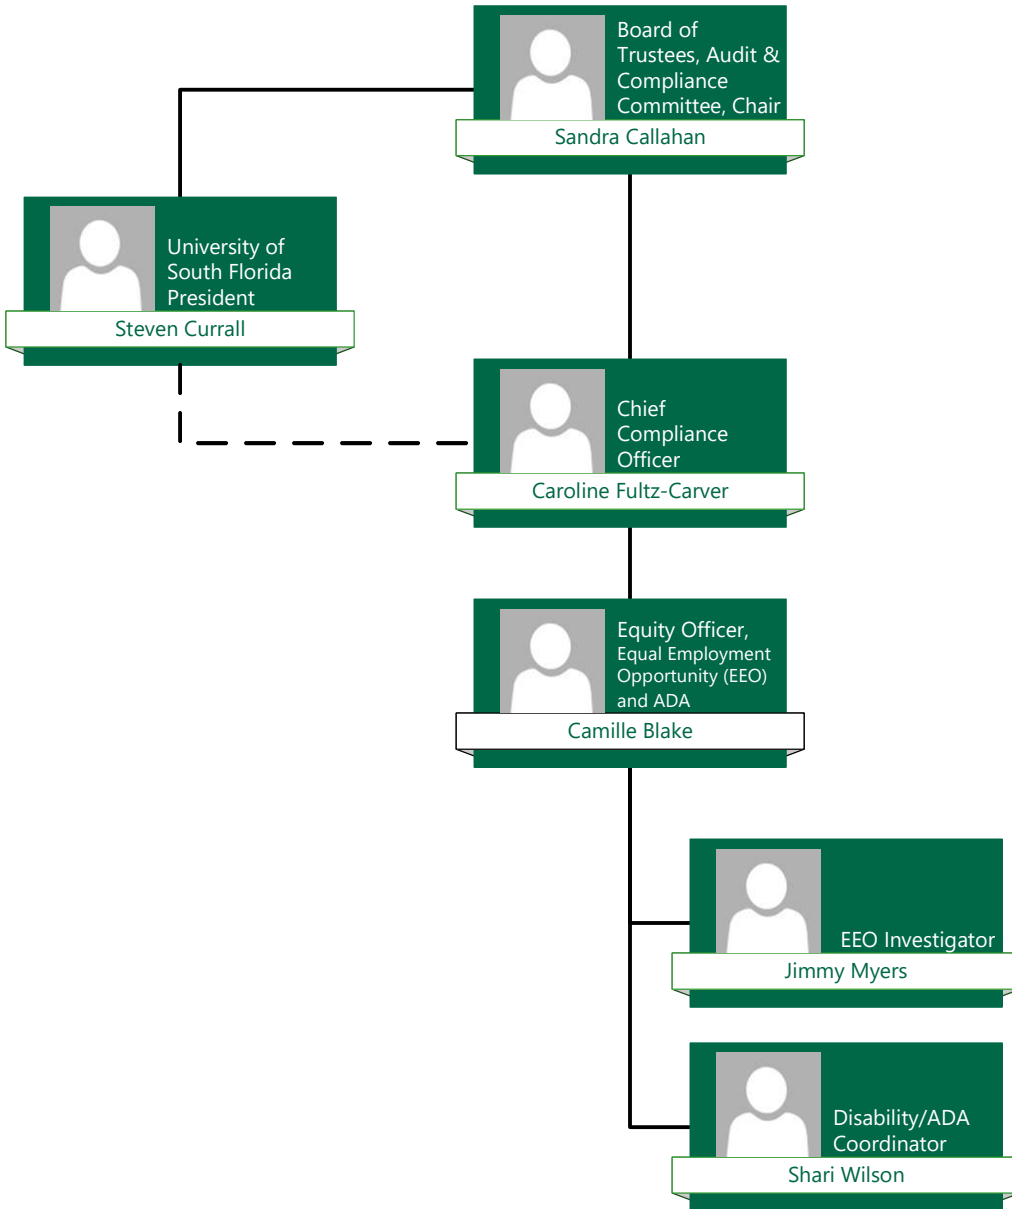 Board of
Trustees, Audit &
Compliance
Committee, Chair
Sandra Callahan
University of
South Florida
President
Steven Currall
Chief
Compliance
Officer
Caroline Fultz-Carver
Equity Officer,
Equal Employment
Opportunity (EEO)
and ADA
Camille Blake
EEO Investigator
Jimmy Myers
Disability/ADA
Coordinator
Shari Wilson